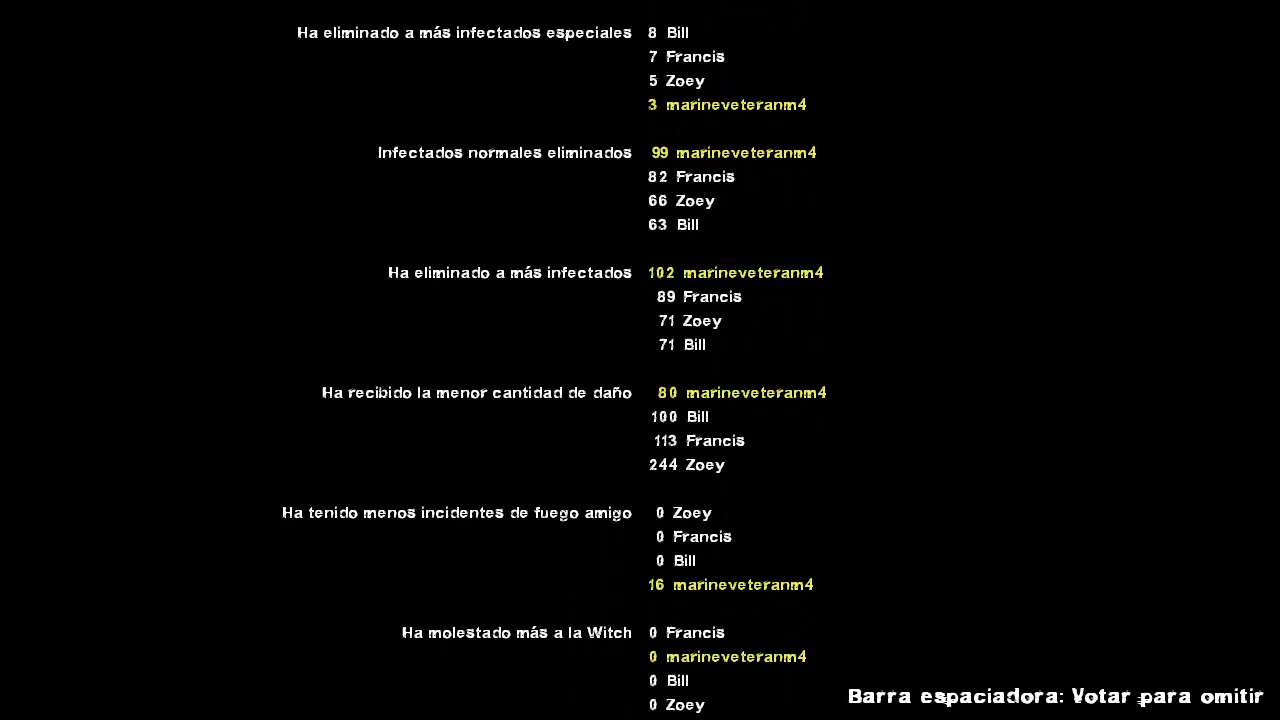 Ha eliminado a más infectados especiales 8 Bill
7 Francis
5 Zoey
3 marineveteranm4
Infectados normales eliminados 99 marineveteranm4
82 Francis
66 Zoey
63 Bill
Ha eliminado a más infectados 102 marineveteranm4
89 Francis
71 Zoey
71 Bill
Ha recibido la menor cantidad de daño 80 marineveteranm4
100 Bill
113 Francis
244 Zoey
Ha tenido menos incidentes de fuego amigo 0 Zoey
0 Francis
0 Bill
16 marineveteranm4
Ha molestado más a la Witch 0 Francis
0 marineveteranm4
0 Bill
0 Zoey
Barra espaciadora: Votar para omitir